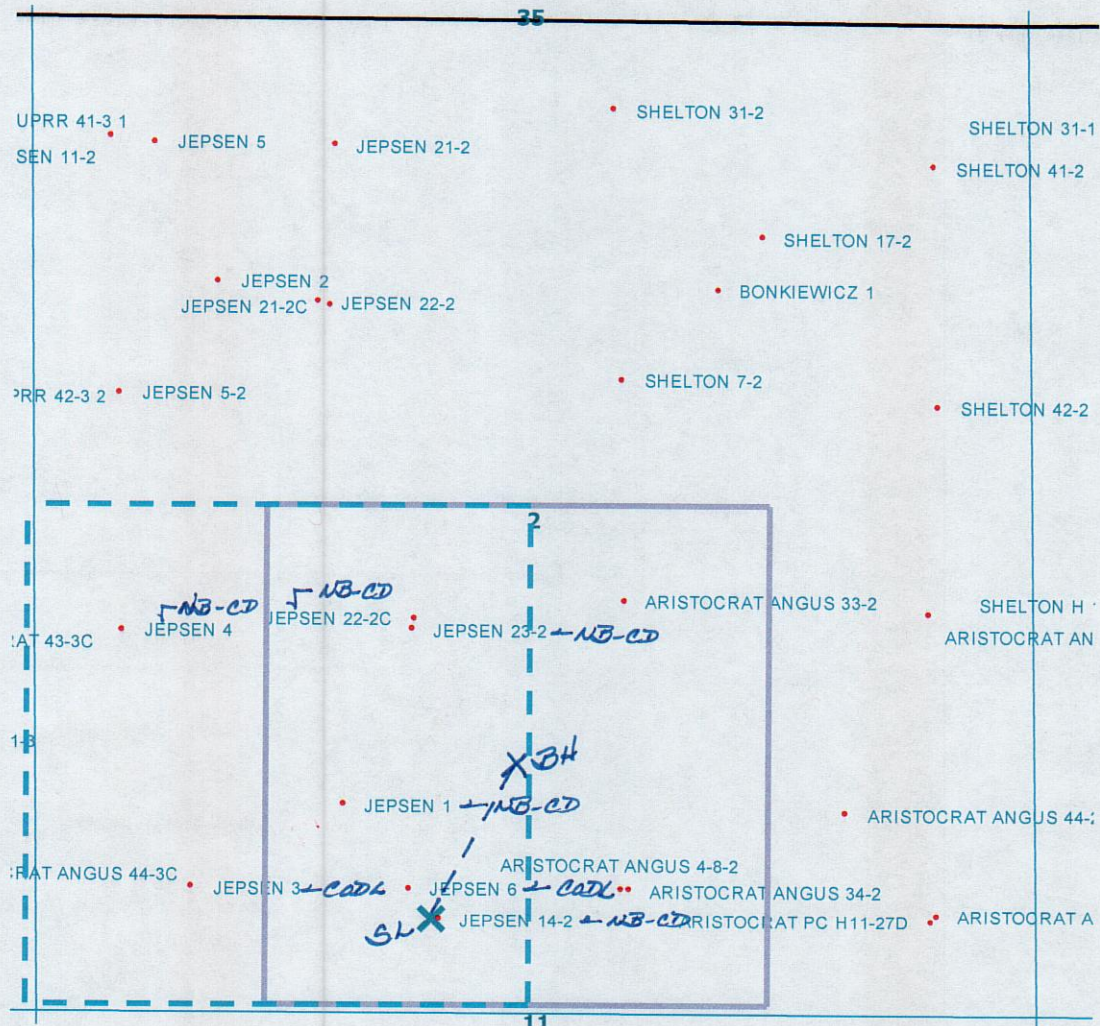 35
UPRR 41-3 1
SEN 11-2
JEPSEN 5
JEPSEN 21-2
SHELTON 31-2
SHELTON 31-1
SHELTON 41-2
SHELTON 17-2
JEPSEN 2
JEPSEN 21-2C
JEPSEN 22-2
BONKIEWICZ 1
PRR 42-3 2
JEPSEN 5-2
SHELTON 7-2
SHELTON 42-2
2
NB-CD
NB-CD
JEPSEN 4
JEPSEN 22-2C
JEPSEN 23-2 NB-CD
ARISTOCRAT ANGUS 33-2
SHELTON H
RAT 43-3C
ARISTOCRAT AN
1-3
BH
JEPSEN 1 NB-CD
ARISTOCRAT ANGUS 44-2
RAT ANGUS 44-3C
ARISTOCRAT ANGUS 4-8-2
JEPSEN 3 CODL
JEPSEN 6 CODL
ARISTOCRAT ANGUS 34-2
SL
JEPSEN 14-2 NB-CD
ARISTOCRAT PC H11-27D
ARISTOCRAT A
11